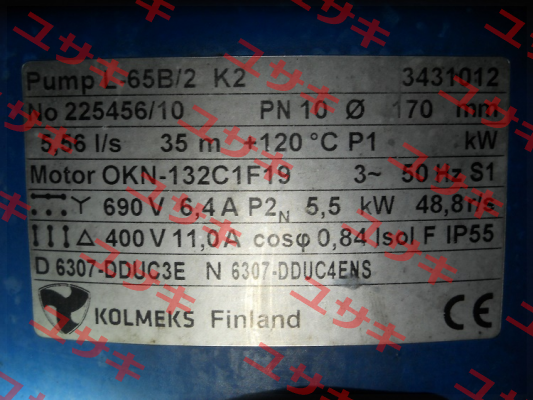 Pump L-65B/2 K2 3431012
No 225456/10 PN 10 Ø 170 mm
5,56 l/s 35 m +120 °C P1 kW
Motor OKN-132C1F19 3~ 50 Hz S1
Y 690 V 6,4 A P2N 5,5 kW 48,8r/s
△ 400 V 11,0 A cosφ 0,84 Isol F IP55
D 6307-DDUC3E N 6307-DDUC4ENS
KOLMEKS Finland CE
ユサキ